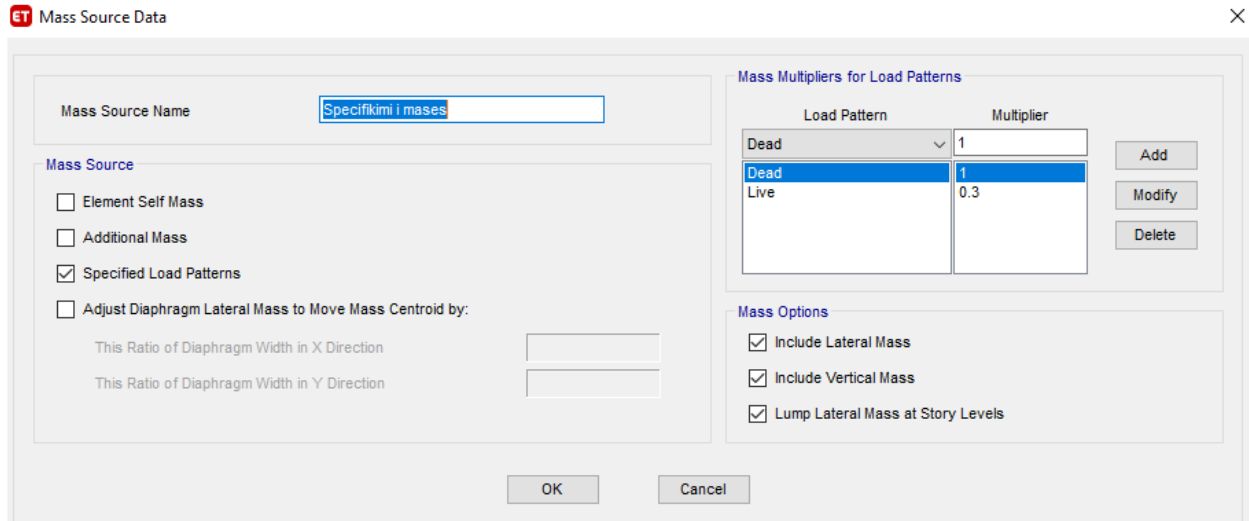 ET Mass Source Data
Mass Source Name Specifikimi i mases
Mass Source
Element Self Mass
Additional Mass
Specified Load Patterns
Adjust Diaphragm Lateral Mass to Move Mass Centroid by:
This Ratio of Diaphragm Width in X Direction
This Ratio of Diaphragm Width in Y Direction
Mass Multipliers for Load Patterns
Load Pattern Multiplier
Dead 1
Dead 1
Live 0.3
Add
Modify
Delete
Mass Options
Include Lateral Mass
Include Vertical Mass
Lump Lateral Mass at Story Levels
OK Cancel